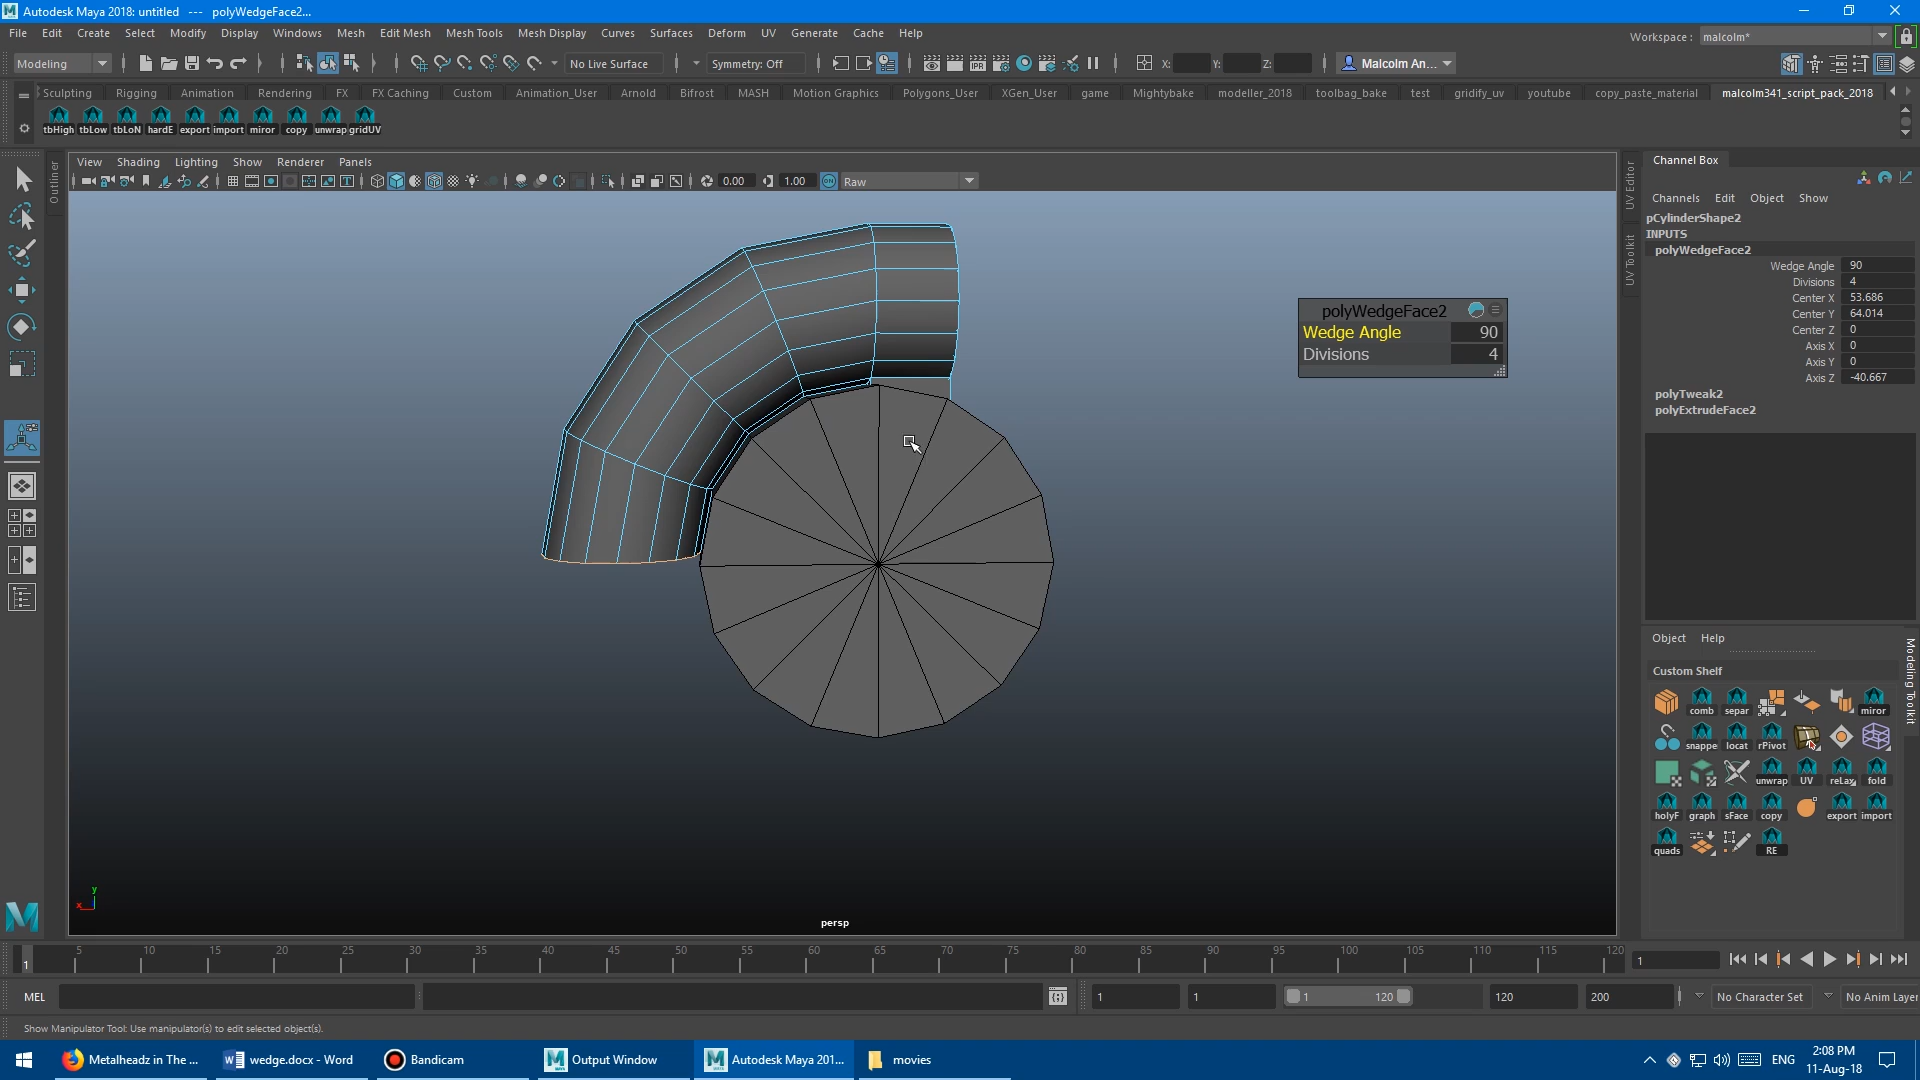 Autodesk Maya 2018: untitled   ---   polyWedgeFace2...
File Edit Create Select Modify Display Windows Mesh Edit Mesh Mesh Tools Mesh Display Curves Surfaces Deform UV Generate Cache Help
Workspace : malcolm*
Modeling No Live Surface Symmetry: Off X: Y: Z: Malcolm An...
Sculpting Rigging Animation Rendering FX FX Caching Custom Animation_User Arnold Bifrost MASH Motion Graphics Polygons_User XGen_User game Mightybake modeller_2018 toolbag_bake test gridify_uv youtube copy_paste_material malcolm341_script_pack_2018
tbHigh tbLow tbLoN hardE export import miror copy unwrap gridUV
Outliner
View Shading Lighting Show Renderer Panels
0.00 1.00 ON Raw
UV Editor
UV Toolkit
Channel Box
Channels Edit Object Show
pCylinderShape2
INPUTS
polyWedgeFace2
Wedge Angle 90
Divisions 4
Center X 53.686
Center Y 64.014
Center Z 0
Axis X 0
Axis Y 0
Axis Z -40.667
polyTweak2
polyExtrudeFace2
polyWedgeFace2
Wedge Angle 90
Divisions 4
Object Help
Modeling Toolkit
Custom Shelf
comb separ miror
snappe locat rPivot
unwrap UV reLax fold
holyF graph sFace copy export import
quads RE
y
x
persp
1 5 10 15 20 25 30 35 40 45 50 55 60 65 70 75 80 85 90 95 100 105 110 115 120 1
MEL 1 1 1 120 120 200 No Character Set No Anim Layer
Show Manipulator Tool: Use manipulator(s) to edit selected object(s).
Metalheadz in The ... wedge.docx - Word Bandicam Output Window Autodesk Maya 201... movies ENG 2:08 PM
11-Aug-18